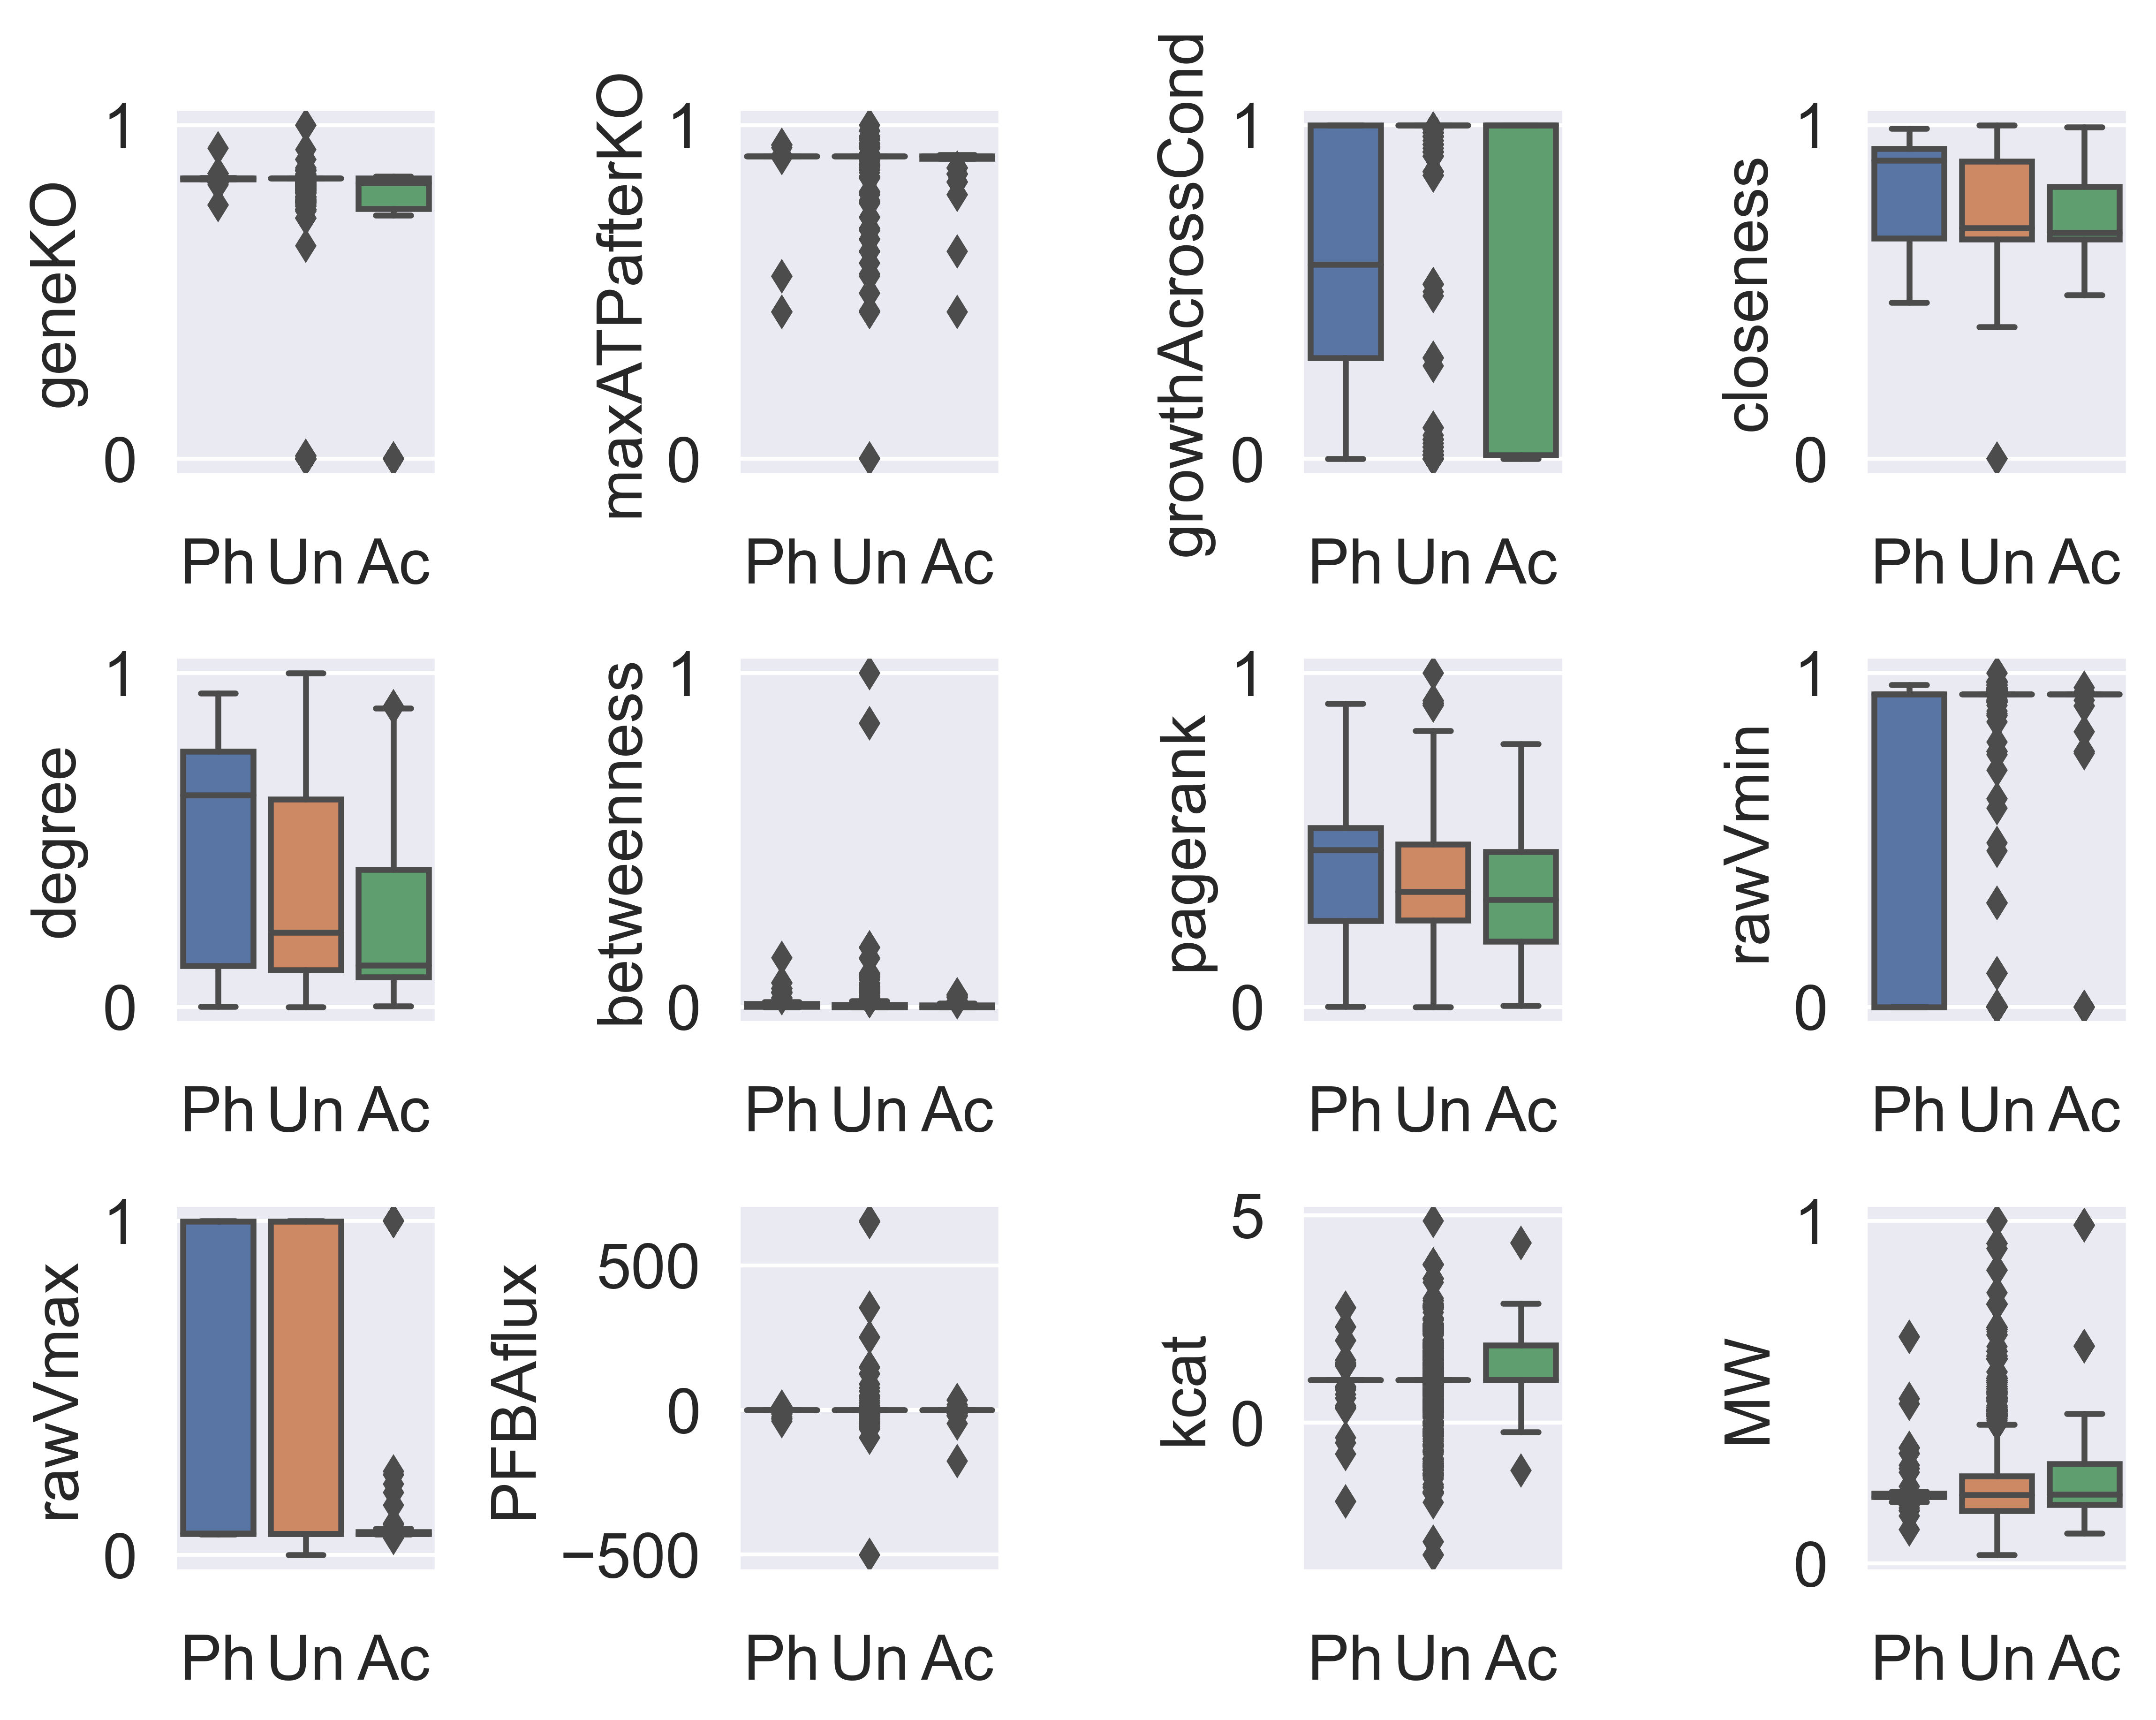 geneKO
1
0
Ph Un Ac
maxATPafterKO
1
0
Ph Un Ac
growthAcrossCond
1
0
Ph Un Ac
closeness
1
0
Ph Un Ac
degree
1
0
Ph Un Ac
betweenness
1
0
Ph Un Ac
pagerank
1
0
Ph Un Ac
rawVmin
1
0
Ph Un Ac
rawVmax
1
0
Ph Un Ac
PFBAflux
500
0
−500
Ph Un Ac
kcat
5
0
Ph Un Ac
MW
1
0
Ph Un Ac